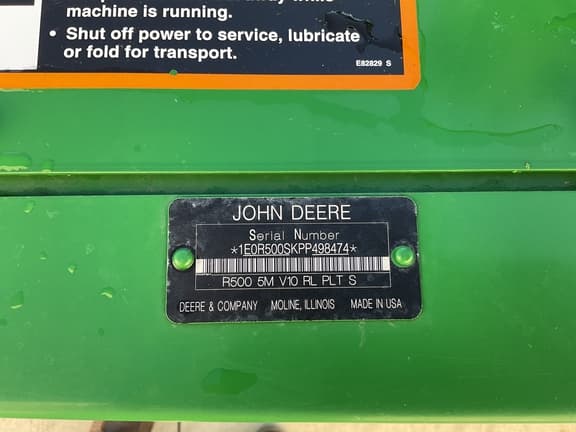 machine is running.
• Shut off power to service, lubricate
or fold for transport.
E82829 S
JOHN DEERE
Serial Number
*1E0R500SKPP498474*
R500 5M V10 RL PLT S
DEERE & COMPANY MOLINE, ILLINOIS MADE IN USA